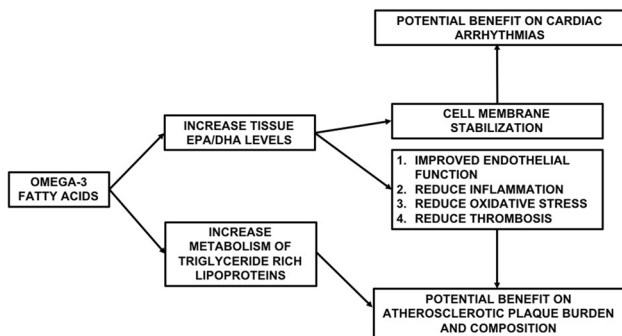 POTENTIAL BENEFIT ON CARDIAC
ARRHYTHMIAS
INCREASE TISSUE
EPA/DHA LEVELS
CELL MEMBRANE
STABILIZATION
OMEGA-3
FATTY ACIDS
1. IMPROVED ENDOTHELIAL
FUNCTION
2. REDUCE INFLAMMATION
3. REDUCE OXIDATIVE STRESS
4. REDUCE THROMBOSIS
INCREASE
METABOLISM OF
TRIGLYCERIDE RICH
LIPOPROTEINS
POTENTIAL BENEFIT ON
ATHEROSCLEROTIC PLAQUE BURDEN
AND COMPOSITION